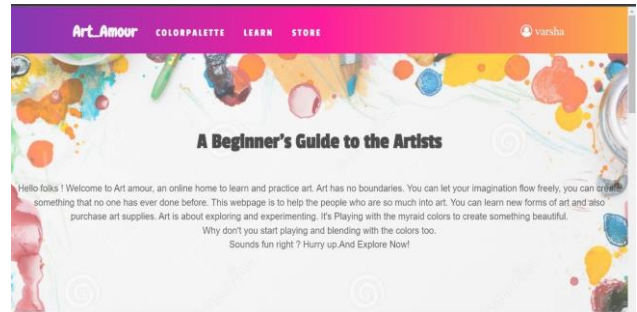 Art_Amour COLORPALETTE LEARN STORE varsha
A Beginner's Guide to the Artists
Hello folks ! Welcome to Art amour, an online home to learn and practice art. Art has no boundaries. You can let your imagination flow freely, you can create
something that no one has ever done before. This webpage is to help the people who are so much into art. You can learn new forms of art and also
purchase art supplies. Art is about exploring and experimenting. It's Playing with the myraid colors to create something beautiful.
Why don't you start playing and blending with the colors too.
Sounds fun right ? Hurry up.And Explore Now!